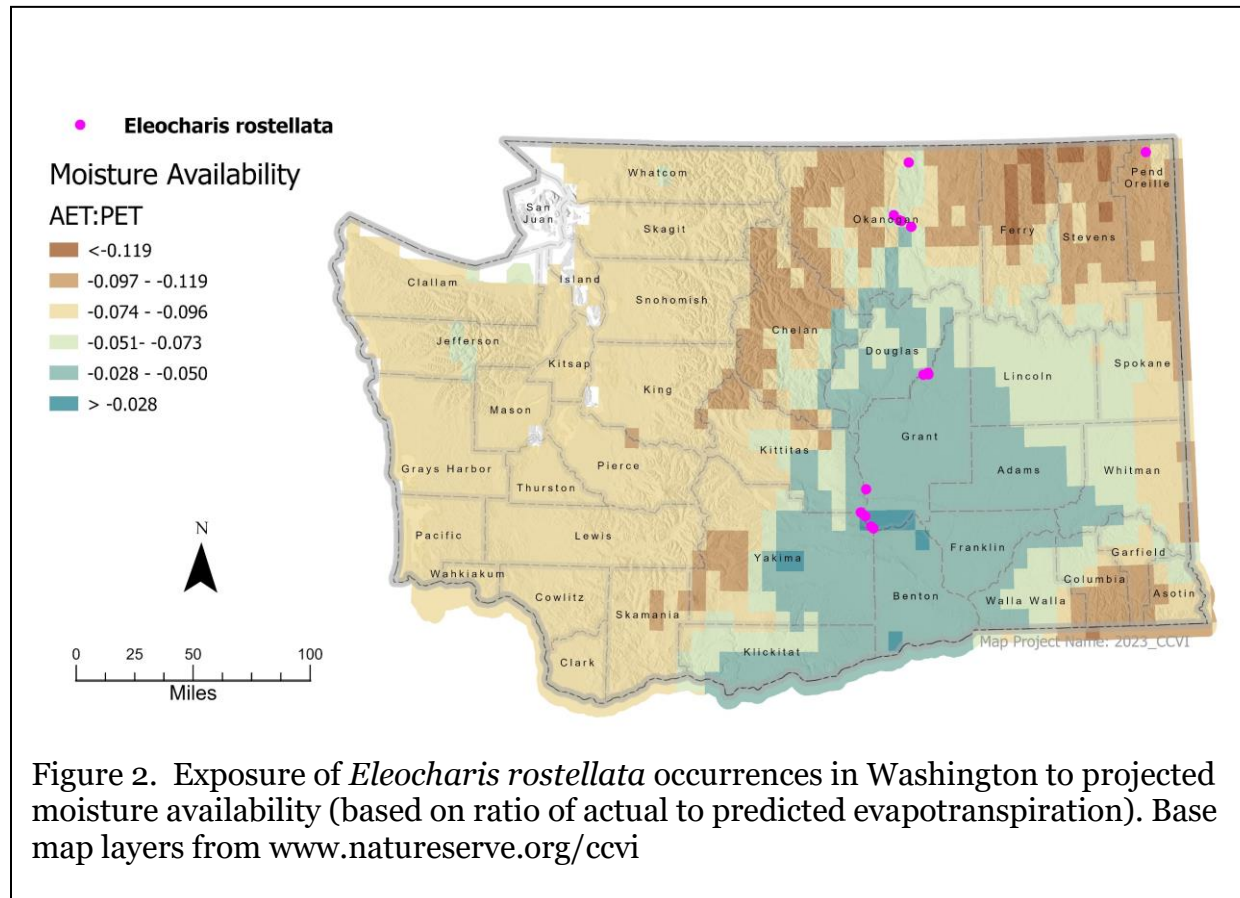 Eleocharis rostellata
Moisture Availability
AET:PET
<-0.119
-0.097 - -0.119
-0.074 - -0.096
-0.051- -0.073
-0.028 - -0.050
> -0.028
N
0 25 50 100
Miles
Whatcom
San Juan
Skagit
Island
Clallam
Snohomish
Jefferson
Kitsap
King
Mason
Grays Harbor
Pierce
Thurston
Pacific
Lewis
Wahkiakum
Cowlitz
Skamania
Clark
Okanogan
Ferry
Stevens
Pend Oreille
Chelan
Douglas
Lincoln
Spokane
Kittitas
Grant
Adams
Whitman
Yakima
Franklin
Garfield
Columbia
Asotin
Benton
Walla Walla
Klickitat
Map Project Name: 2023_CCVI
Figure 2. Exposure of Eleocharis rostellata occurrences in Washington to projected
moisture availability (based on ratio of actual to predicted evapotranspiration). Base
map layers from www.natureserve.org/ccvi